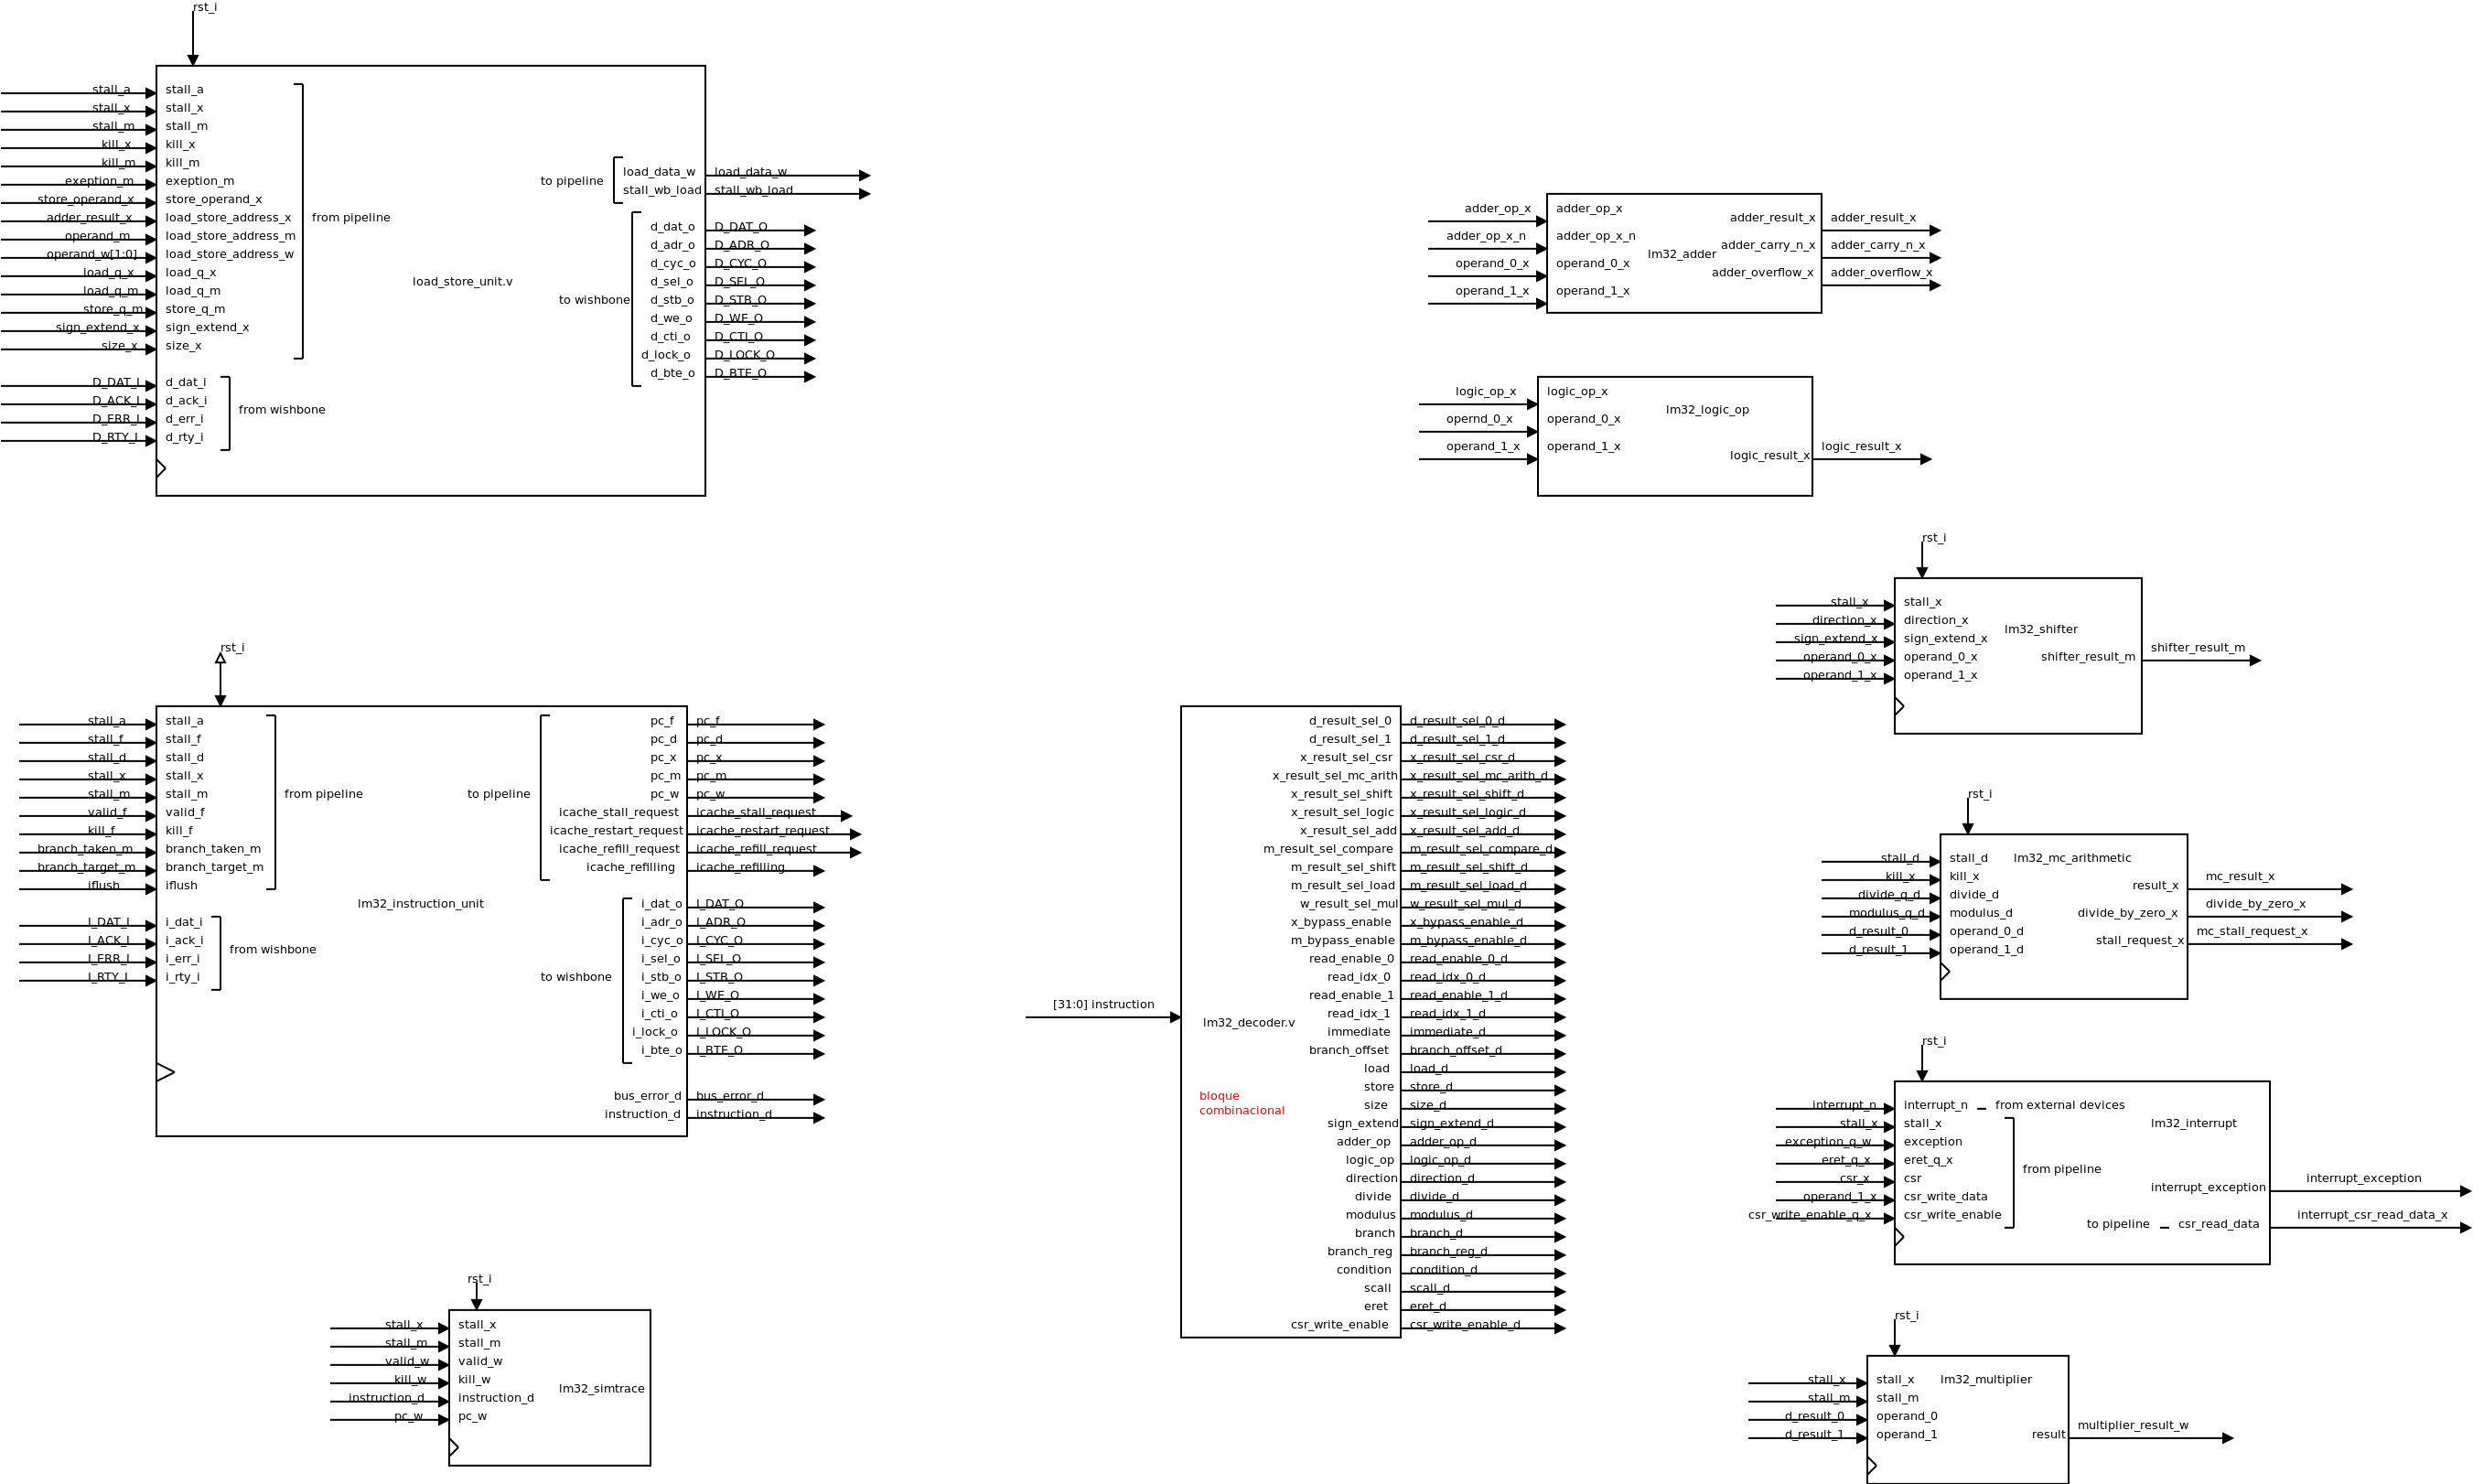 rst_i
stall_a stall_a
stall_x stall_x
stall_m stall_m
kill_x kill_x
kill_m kill_m
exeption_m exeption_m
store_operand_x store_operand_x
adder_result_x load_store_address_x
operand_m load_store_address_m
operand_w[1:0] load_store_address_w
load_q_x load_q_x
load_q_m load_q_m
store_q_m store_q_m
sign_extend_x sign_extend_x
size_x size_x
from pipeline
D_DAT_I d_dat_i
D_ACK_I d_ack_i
D_ERR_I d_err_i
D_RTY_I d_rty_i
from wishbone
load_store_unit.v
to pipeline
load_data_w load_data_w
stall_wb_load stall_wb_load
to wishbone
d_dat_o D_DAT_O
d_adr_o D_ADR_O
d_cyc_o D_CYC_O
d_sel_o D_SEL_O
d_stb_o D_STB_O
d_we_o D_WE_O
d_cti_o D_CTI_O
d_lock_o D_LOCK_O
d_bte_o D_BTE_O
adder_op_x adder_op_x
adder_op_x_n adder_op_x_n
operand_0_x operand_0_x
operand_1_x operand_1_x
lm32_adder
adder_result_x adder_result_x
adder_carry_n_x adder_carry_n_x
adder_overflow_x adder_overflow_x
logic_op_x logic_op_x
opernd_0_x operand_0_x
operand_1_x operand_1_x
lm32_logic_op
logic_result_x logic_result_x
rst_i
stall_x stall_x
direction_x direction_x
sign_extend_x sign_extend_x
operand_0_x operand_0_x
operand_1_x operand_1_x
lm32_shifter
shifter_result_m shifter_result_m
rst_i
stall_a stall_a
stall_f stall_f
stall_d stall_d
stall_x stall_x
stall_m stall_m
valid_f valid_f
kill_f kill_f
branch_taken_m branch_taken_m
branch_target_m branch_target_m
iflush iflush
from pipeline
I_DAT_I i_dat_i
I_ACK_I i_ack_i
I_ERR_I i_err_i
I_RTY_I i_rty_i
from wishbone
lm32_instruction_unit
to pipeline
pc_f pc_f
pc_d pc_d
pc_x pc_x
pc_m pc_m
pc_w pc_w
icache_stall_request icache_stall_request
icache_restart_request icache_restart_request
icache_refill_request icache_refill_request
icache_refilling icache_refilling
to wishbone
i_dat_o I_DAT_O
i_adr_o I_ADR_O
i_cyc_o I_CYC_O
i_sel_o I_SEL_O
i_stb_o I_STB_O
i_we_o I_WE_O
i_cti_o I_CTI_O
i_lock_o I_LOCK_O
i_bte_o I_BTE_O
bus_error_d bus_error_d
instruction_d instruction_d
[31:0] instruction
lm32_decoder.v
bloque
combinacional
d_result_sel_0 d_result_sel_0_d
d_result_sel_1 d_result_sel_1_d
x_result_sel_csr x_result_sel_csr_d
x_result_sel_mc_arith x_result_sel_mc_arith_d
x_result_sel_shift x_result_sel_shift_d
x_result_sel_logic x_result_sel_logic_d
x_result_sel_add x_result_sel_add_d
m_result_sel_compare m_result_sel_compare_d
m_result_sel_shift m_result_sel_shift_d
m_result_sel_load m_result_sel_load_d
w_result_sel_mul w_result_sel_mul_d
x_bypass_enable x_bypass_enable_d
m_bypass_enable m_bypass_enable_d
read_enable_0 read_enable_0_d
read_idx_0 read_idx_0_d
read_enable_1 read_enable_1_d
read_idx_1 read_idx_1_d
immediate immediate_d
branch_offset branch_offset_d
load load_d
store store_d
size size_d
sign_extend sign_extend_d
adder_op adder_op_d
logic_op logic_op_d
direction direction_d
divide divide_d
modulus modulus_d
branch branch_d
branch_reg branch_reg_d
condition condition_d
scall scall_d
eret eret_d
csr_write_enable csr_write_enable_d
rst_i
stall_d stall_d
kill_x kill_x
divide_q_d divide_d
modulus_q_d modulus_d
d_result_0 operand_0_d
d_result_1 operand_1_d
lm32_mc_arithmetic
result_x mc_result_x
divide_by_zero_x divide_by_zero_x
stall_request_x mc_stall_request_x
rst_i
interrupt_n interrupt_n from external devices
stall_x stall_x
exception_q_w exception
eret_q_x eret_q_x
csr_x csr
operand_1_x csr_write_data
csr_write_enable_q_x csr_write_enable
from pipeline
lm32_interrupt
interrupt_exception interrupt_exception
to pipeline csr_read_data interrupt_csr_read_data_x
rst_i
stall_x stall_x
stall_m stall_m
valid_w valid_w
kill_w kill_w
instruction_d instruction_d
pc_w pc_w
lm32_simtrace
rst_i
stall_x stall_x
stall_m stall_m
d_result_0 operand_0
d_result_1 operand_1
lm32_multiplier
result multiplier_result_w